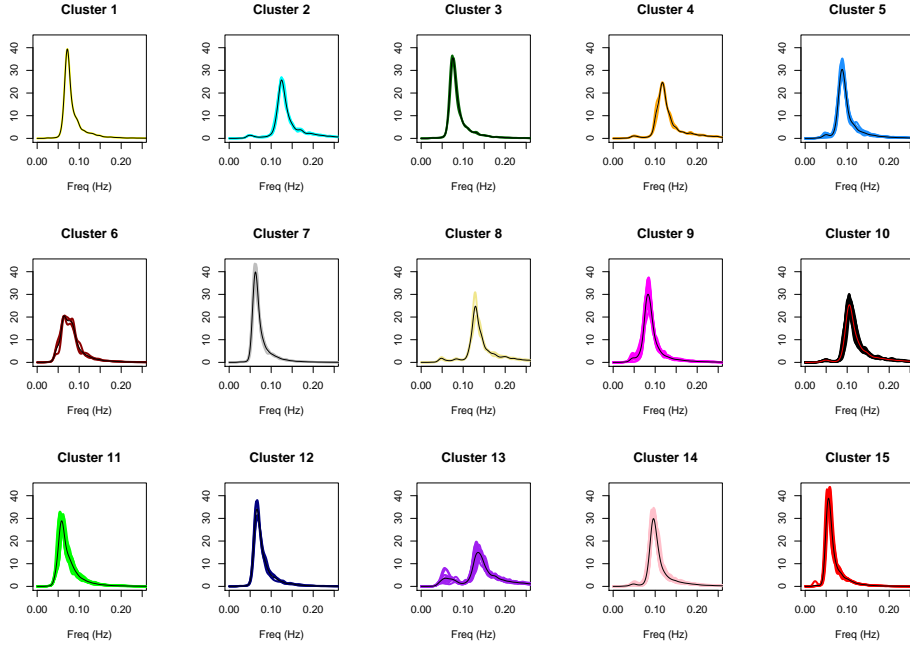 Cluster 1 Cluster 2 Cluster 3 Cluster 4 Cluster 5
40 40 40 40 40
30 30 30 30 30
20 20 20 20 20
10 10 10 10 10
0 0 0 0 0
0.00 0.10 0.20 0.00 0.10 0.20 0.00 0.10 0.20 0.00 0.10 0.20 0.00 0.10 0.20
Freq (Hz) Freq (Hz) Freq (Hz) Freq (Hz) Freq (Hz)
Cluster 6 Cluster 7 Cluster 8 Cluster 9 Cluster 10
40 40 40 40 40
30 30 30 30 30
20 20 20 20 20
10 10 10 10 10
0 0 0 0 0
0.00 0.10 0.20 0.00 0.10 0.20 0.00 0.10 0.20 0.00 0.10 0.20 0.00 0.10 0.20
Freq (Hz) Freq (Hz) Freq (Hz) Freq (Hz) Freq (Hz)
Cluster 11 Cluster 12 Cluster 13 Cluster 14 Cluster 15
40 40 40 40 40
30 30 30 30 30
20 20 20 20 20
10 10 10 10 10
0 0 0 0 0
0.00 0.10 0.20 0.00 0.10 0.20 0.00 0.10 0.20 0.00 0.10 0.20 0.00 0.10 0.20
Freq (Hz) Freq (Hz) Freq (Hz) Freq (Hz) Freq (Hz)